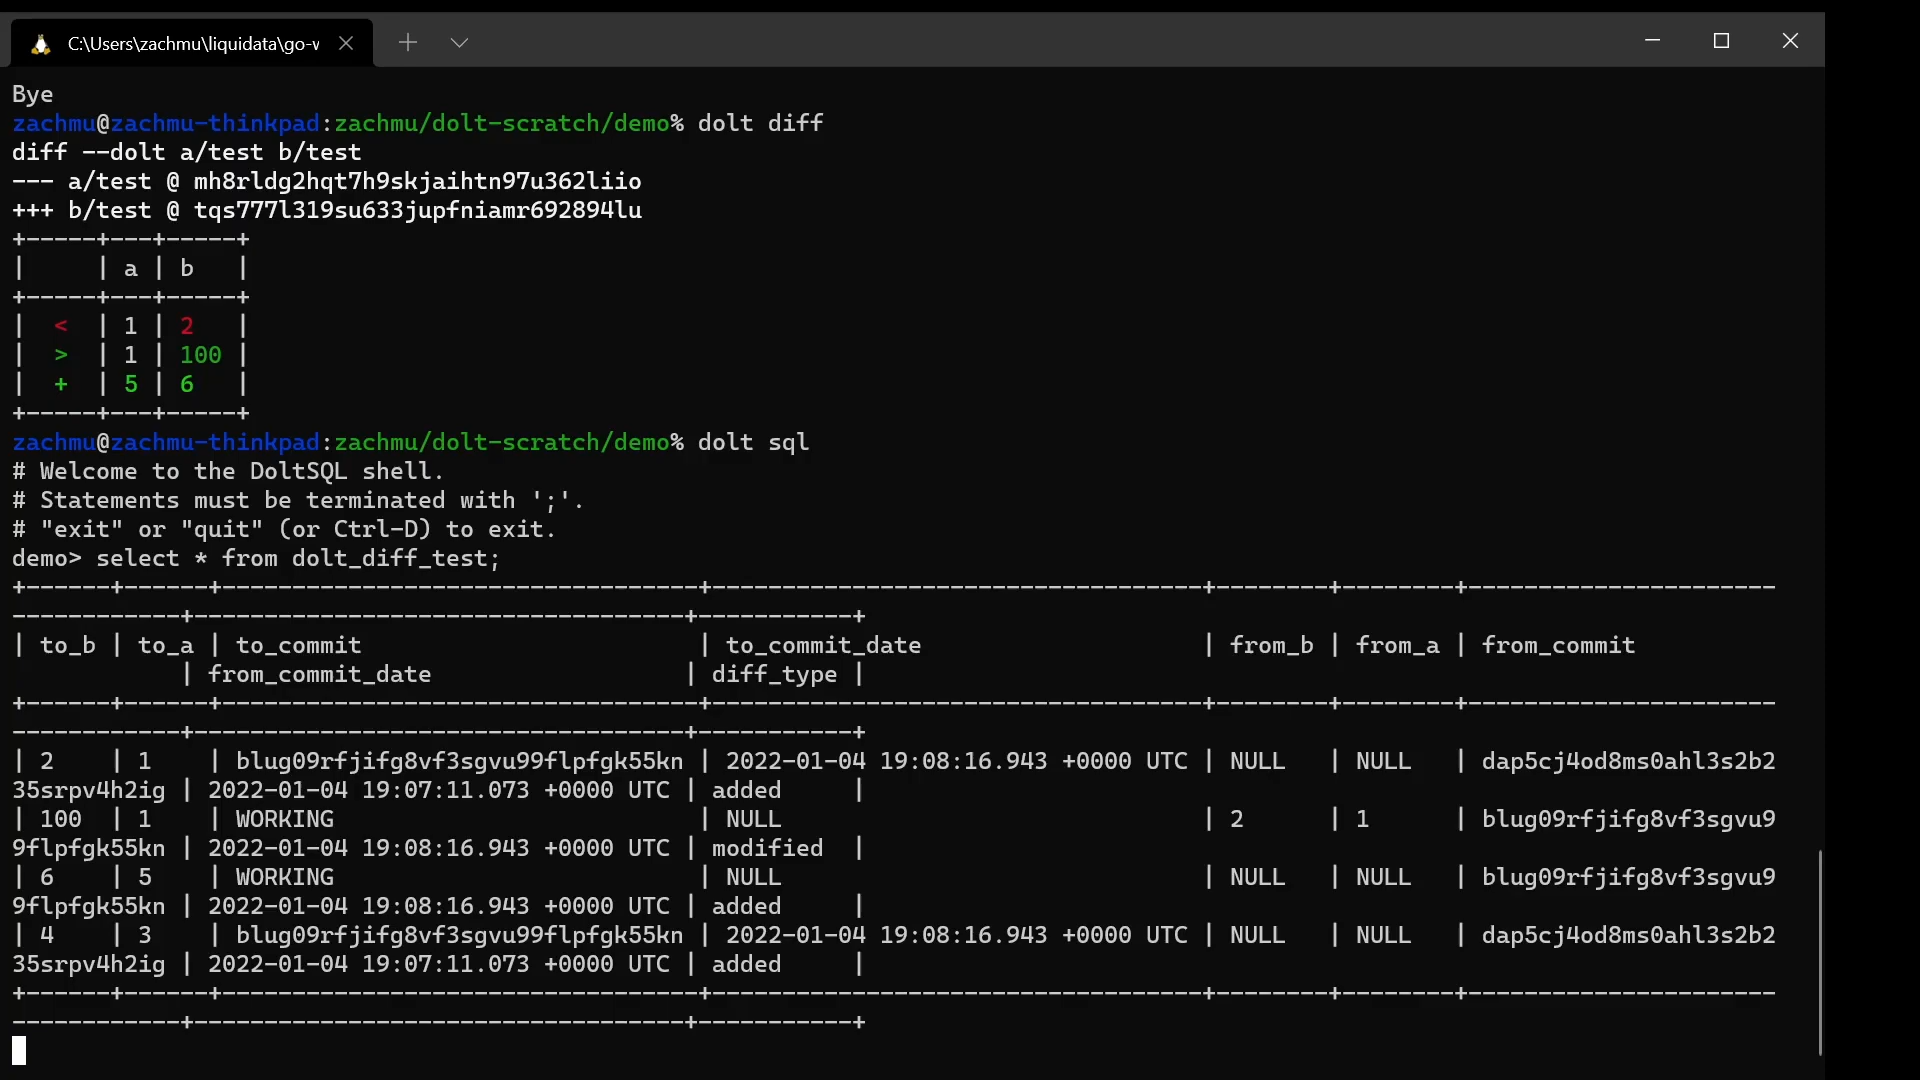 C:\Users\zachmu\liquidata\go-v
Bye
zachmu@zachmu-thinkpad:zachmu/dolt-scratch/demo% dolt diff
diff --dolt a/test b/test
--- a/test @ mh8rldg2hqt7h9skjaihtn97u362liio
+++ b/test @ tqs777l319su633jupfniamr692894lu
+-----+---+-----+
|     | a | b   |
+-----+---+-----+
|  <  | 1 | 2   |
|  >  | 1 | 100 |
|  +  | 5 | 6   |
+-----+---+-----+
zachmu@zachmu-thinkpad:zachmu/dolt-scratch/demo% dolt sql
# Welcome to the DoltSQL shell.
# Statements must be terminated with ';'.
# "exit" or "quit" (or Ctrl-D) to exit.
demo> select * from dolt_diff_test;
+------+------+----------------------------------+-----------------------------------+--------+--------+----------------------
------------+-----------------------------------+-----------+
| to_b | to_a | to_commit                        | to_commit_date                    | from_b | from_a | from_commit
            | from_commit_date                  | diff_type |
+------+------+----------------------------------+-----------------------------------+--------+--------+----------------------
------------+-----------------------------------+-----------+
| 2    | 1    | blug09rfjifg8vf3sgvu99flpfgk55kn | 2022-01-04 19:08:16.943 +0000 UTC | NULL   | NULL   | dap5cj4od8ms0ahl3s2b2
35srpv4h2ig | 2022-01-04 19:07:11.073 +0000 UTC | added     |
| 100  | 1    | WORKING                          | NULL                              | 2      | 1      | blug09rfjifg8vf3sgvu9
9flpfgk55kn | 2022-01-04 19:08:16.943 +0000 UTC | modified  |
| 6    | 5    | WORKING                          | NULL                              | NULL   | NULL   | blug09rfjifg8vf3sgvu9
9flpfgk55kn | 2022-01-04 19:08:16.943 +0000 UTC | added     |
| 4    | 3    | blug09rfjifg8vf3sgvu99flpfgk55kn | 2022-01-04 19:08:16.943 +0000 UTC | NULL   | NULL   | dap5cj4od8ms0ahl3s2b2
35srpv4h2ig | 2022-01-04 19:07:11.073 +0000 UTC | added     |
+------+------+----------------------------------+-----------------------------------+--------+--------+----------------------
------------+-----------------------------------+-----------+